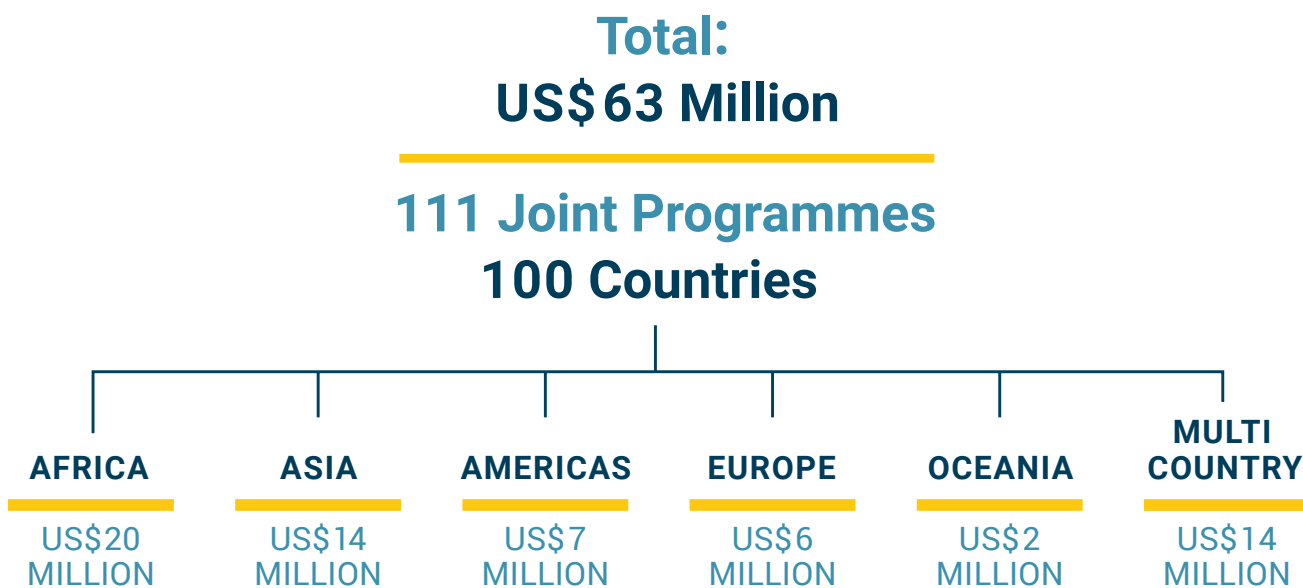 Total:
US$63 Million
111 Joint Programmes
100 Countries
AFRICA
US$20
MILLION
ASIA
US$14
MILLION
AMERICAS
US$7
MILLION
EUROPE
US$6
MILLION
OCEANIA
US$2
MILLION
MULTI
COUNTRY
US$14
MILLION